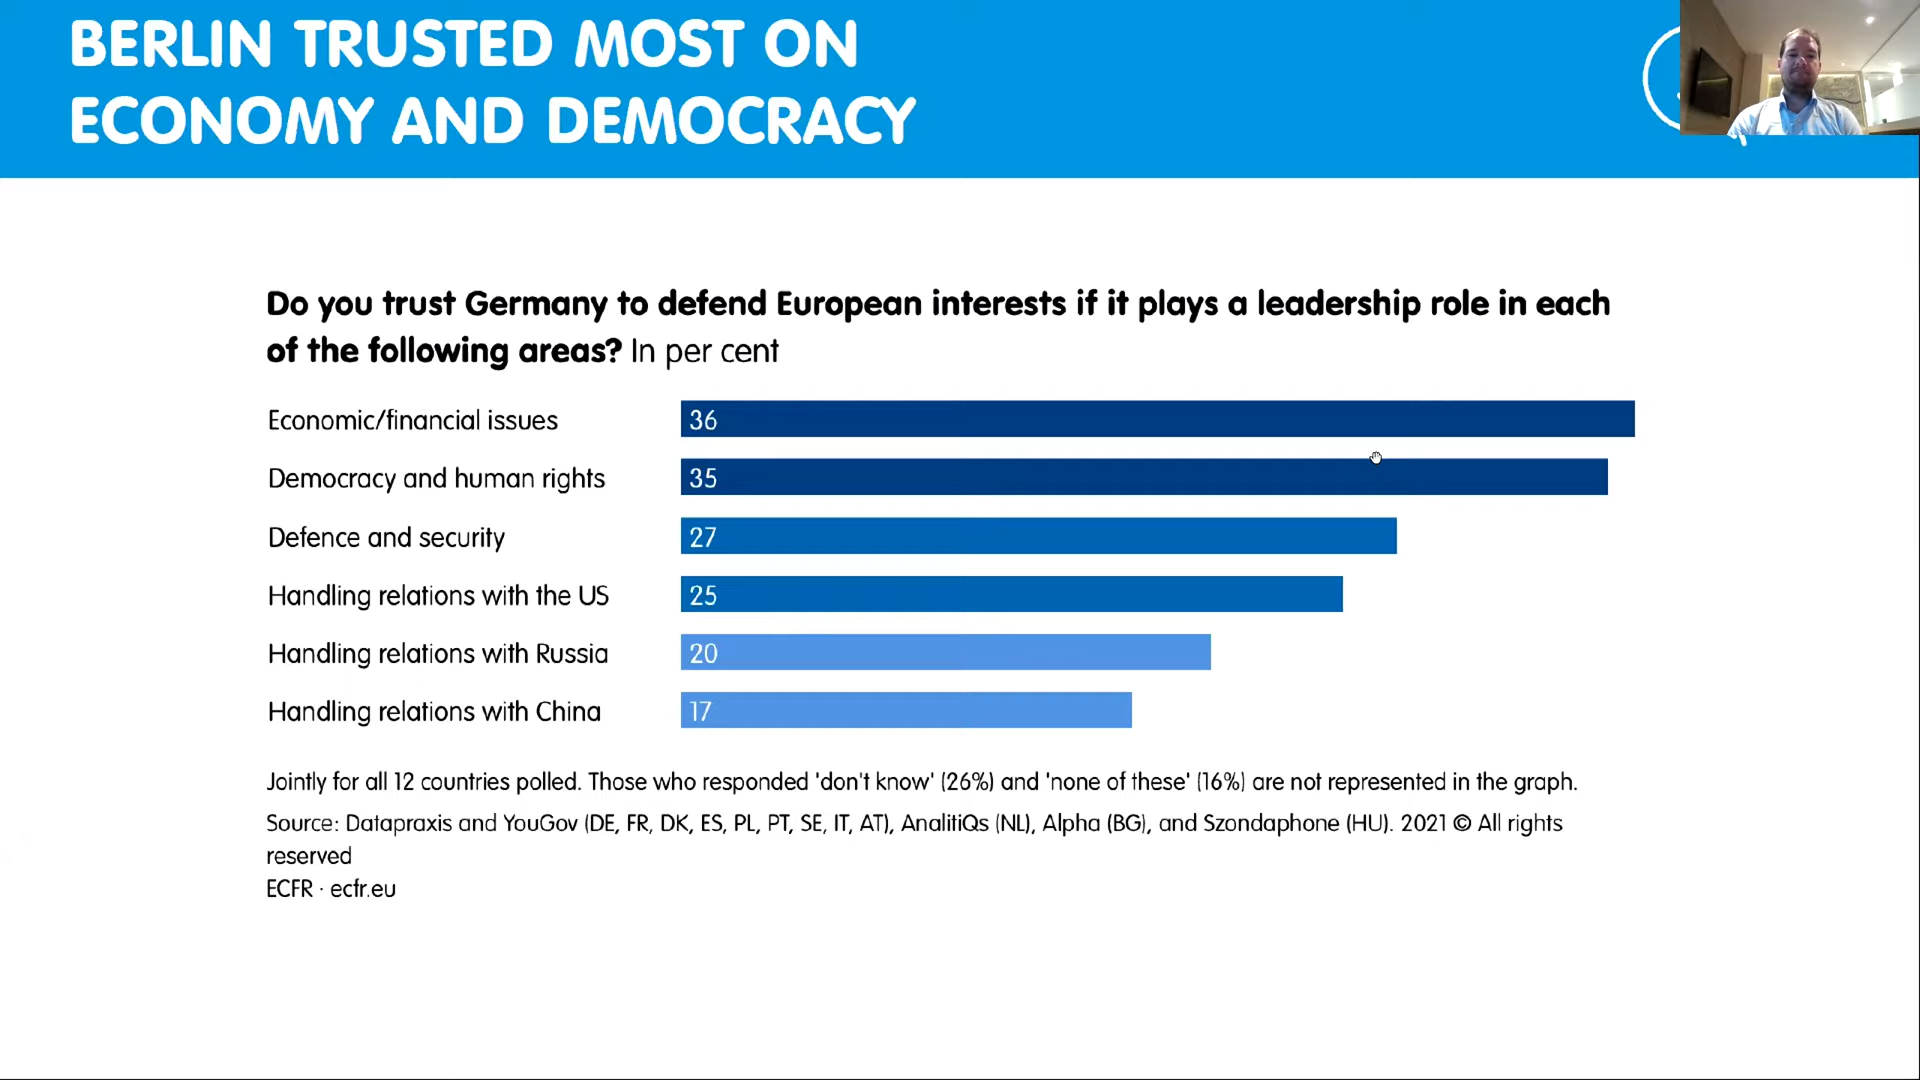 BERLIN TRUSTED MOST ON
ECONOMY AND DEMOCRACY
Do you trust Germany to defend European interests if it plays a leadership role in each
of the following areas? In per cent
Economic/financial issues 36
Democracy and human rights 35
Defence and security 27
Handling relations with the US 25
Handling relations with Russia 20
Handling relations with China 17
Jointly for all 12 countries polled. Those who responded 'don't know' (26%) and 'none of these' (16%) are not represented in the graph.
Source: Datapraxis and YouGov (DE, FR, DK, ES, PL, PT, SE, IT, AT), AnalitiQs (NL), Alpha (BG), and Szondaphone (HU). 2021 © All rights
reserved
ECFR · ecfr.eu